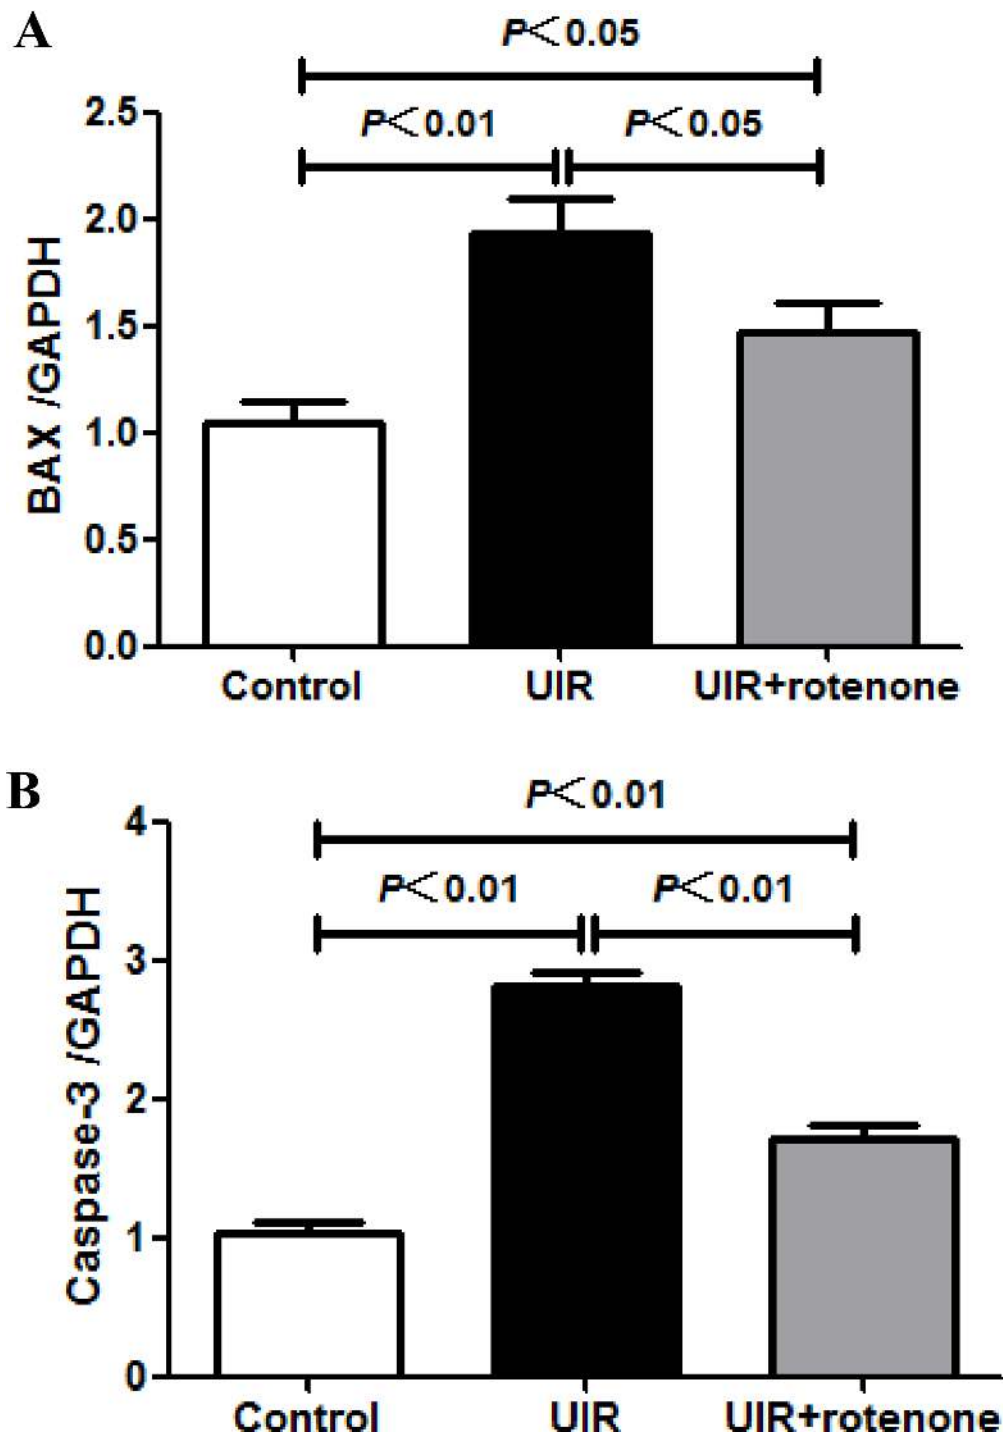 A
P<0.05
P<0.01
P<0.05
2.5
2.0
1.5
1.0
0.5
0.0
BAX /GAPDH
Control
UIR
UIR+rotenone
B
P<0.01
P<0.01
P<0.01
4
3
2
1
0
Caspase-3 /GAPDH
Control
UIR
UIR+rotenone